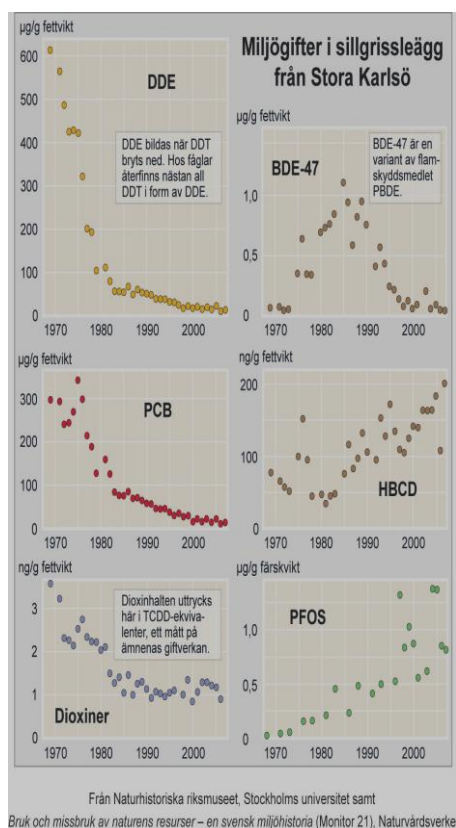 Miljögifter i sillgrissleägg
från Stora Karlsö
µg/g fettvikt
DDE
600
500
400
300
200
100
0
1970 1980 1990 2000
DDE bildas när DDT
bryts ned. Hos fåglar
återfinns nästan all
DDT i form av DDE.
µg/g fettvikt
BDE-47
1,0
0,5
0
1970 1980 1990 2000
BDE-47 är en
variant av flam-
skyddsmedlet
PBDE.
µg/g fettvikt
PCB
300
200
100
0
1970 1980 1990 2000
ng/g fettvikt
200
100
0
HBCD
1970 1980 1990 2000
ng/g fettvikt
3
2
1
0
Dioxinhalten uttrycks
här i TCDD-ekviva-
lenter, ett mått på
ämnenas giftverkan.
Dioxiner
1970 1980 1990 2000
µg/g färskvikt
PFOS
1,0
0,5
0
1970 1980 1990 2000
Från Naturhistoriska riksmuseet, Stockholms universitet samt
Bruk och missbruk av naturens resurser – en svensk miljöhistoria (Monitor 21), Naturvårdsverke